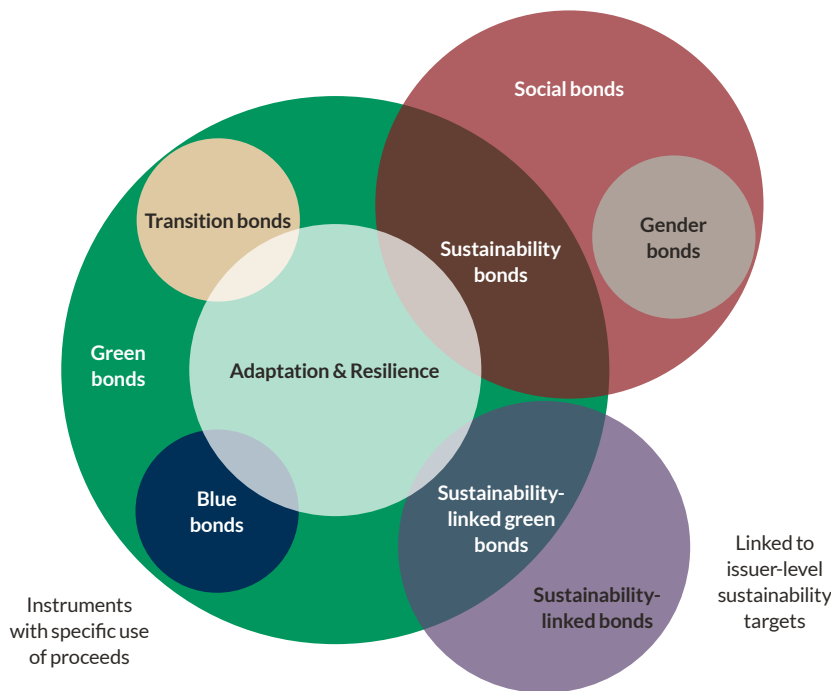 Social bonds
Transition bonds
Gender
bonds
Sustainability
bonds
Green
bonds
Adaptation & Resilience
Blue
bonds
Sustainability-
linked green
bonds
Linked to
issuer-level
sustainability
targets
Sustainability-
linked bonds
Instruments
with specific use
of proceeds